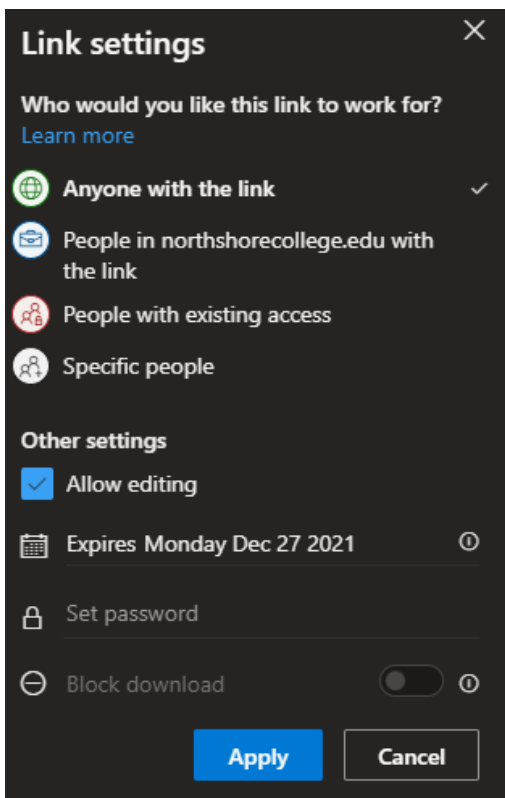 Link settings
Who would you like this link to work for?
Learn more
Anyone with the link
People in northshorecollege.edu with
the link
People with existing access
Specific people
Other settings
Allow editing
Expires Monday Dec 27 2021
Set password
Block download
Apply Cancel